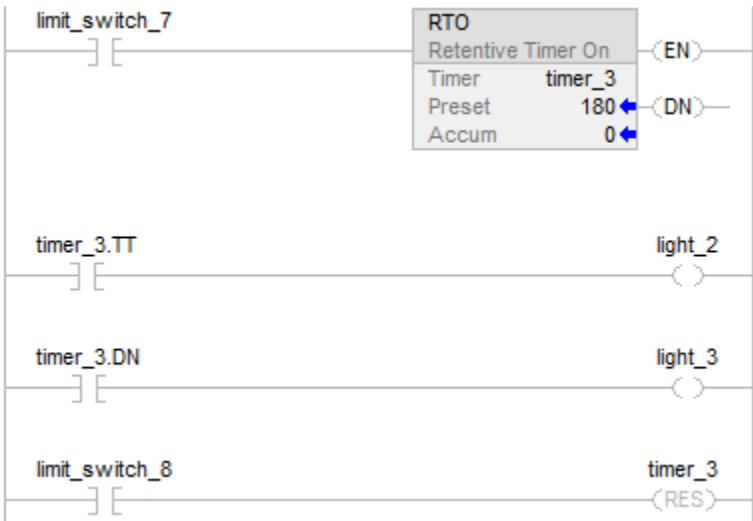 limit_switch_7
RTO
Retentive Timer On
EN
Timer timer_3
Preset 180
DN
Accum 0
timer_3.TT
light_2
timer_3.DN
light_3
limit_switch_8
timer_3
RES